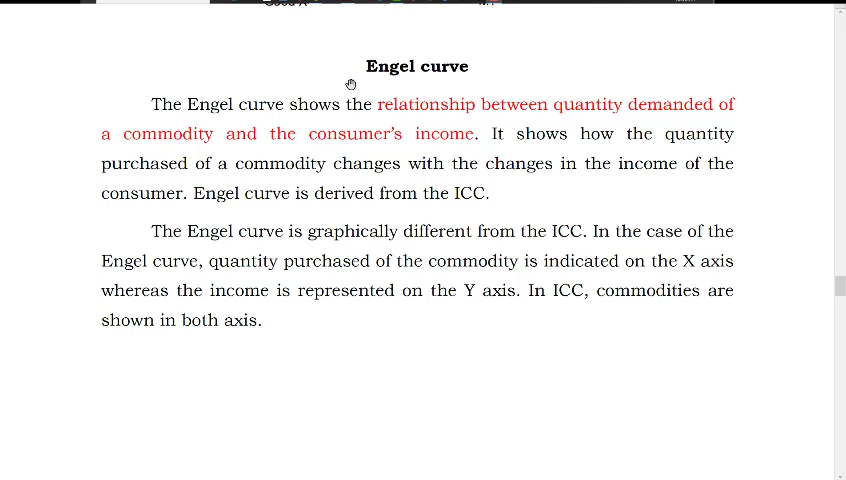 Engel curve
The Engel curve shows the relationship between quantity demanded of
a commodity and the consumer's income. It shows how the quantity
purchased of a commodity changes with the changes in the income of the
consumer. Engel curve is derived from the ICC.
The Engel curve is graphically different from the ICC. In the case of the
Engel curve, quantity purchased of the commodity is indicated on the X axis
whereas the income is represented on the Y axis. In ICC, commodities are
shown in both axis.